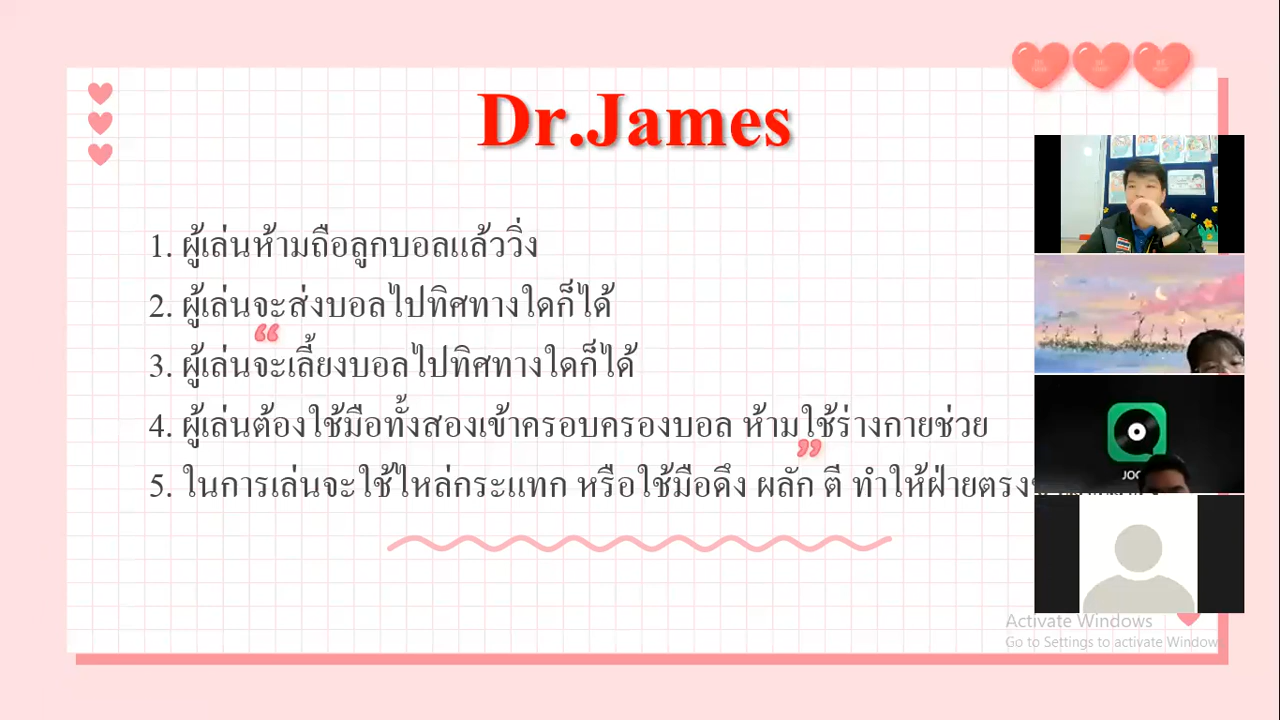 Dr.James
1. ผู้เล่นห้ามถือลูกบอลแล้ววิ่ง
2. ผู้เล่นจะส่งบอลไปทิศทางใดก็ได้
3. ผู้เล่นจะเลี้ยงบอลไปทิศทางใดก็ได้
4. ผู้เล่นต้องใช้มือทั้งสองเข้าครอบครองบอล ห้ามใช้ร่างกายช่วย
5. ในการเล่นจะใช้ไหล่กระแทก หรือใช้มือดึง ผลัก ตี ทำให้ฝ่ายตรง
Activate Windows
Go to Settings to activate Windows